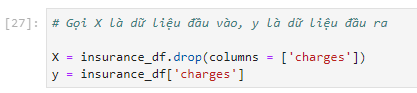 [27]: # Gọi X là dữ liệu đầu vào, y là dữ liệu đầu ra
X = insurance_df.drop(columns = ['charges'])
y = insurance_df['charges']